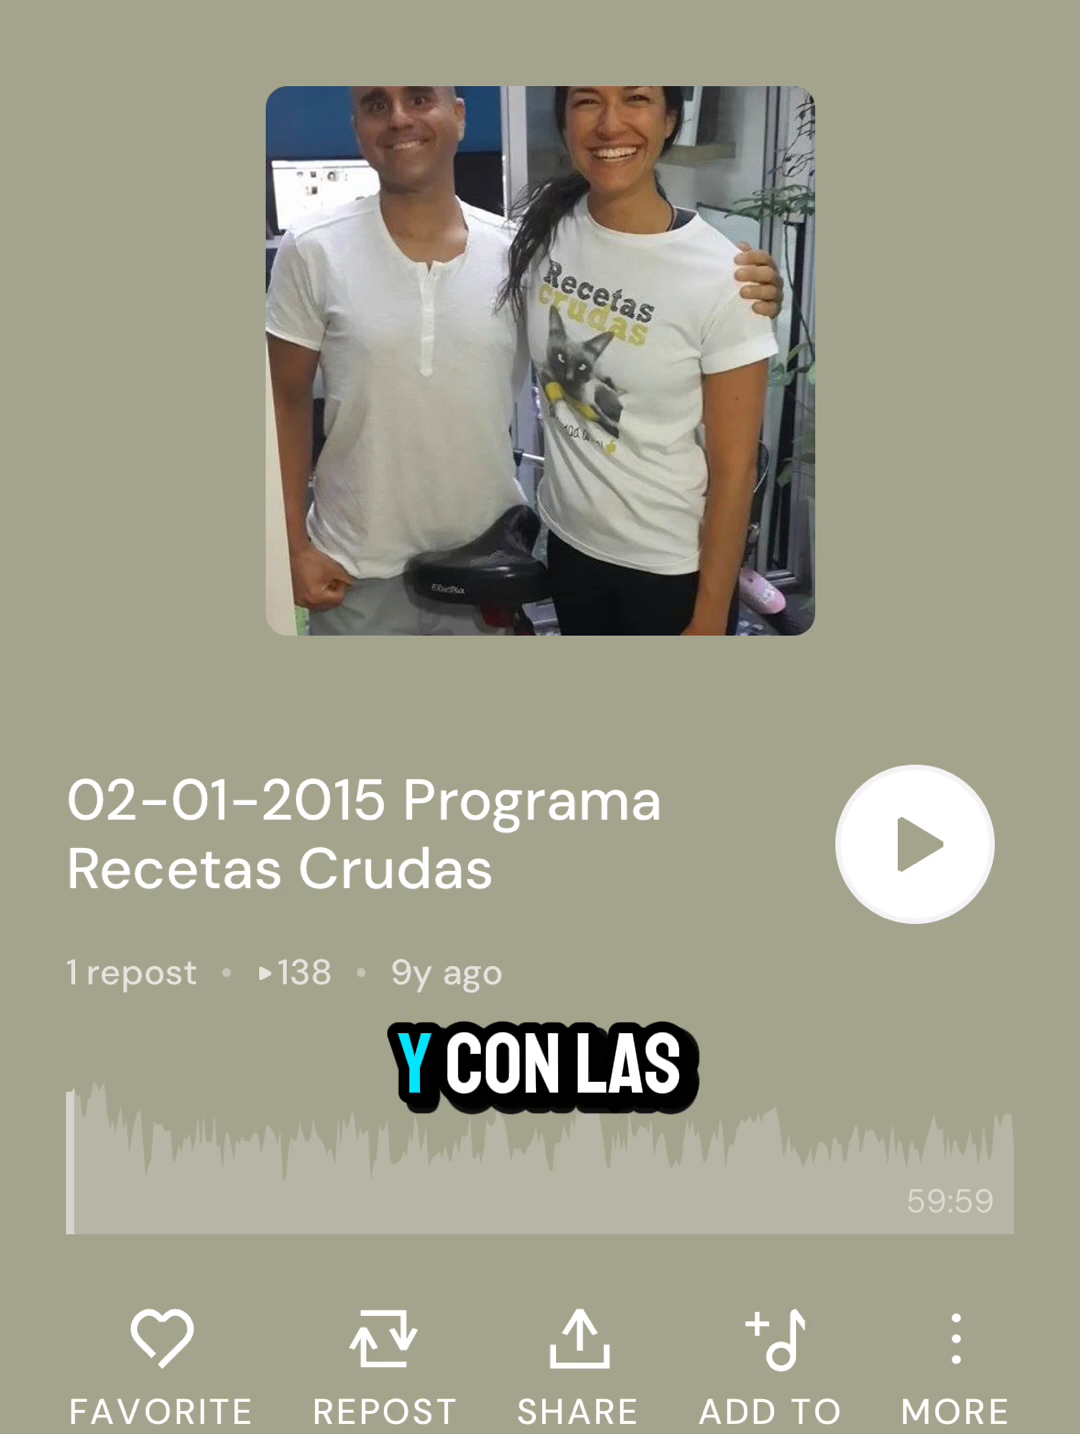 Recetas
crudas
Electra
02-01-2015 Programa
Recetas Crudas
1 repost • 138 • 9y ago
Y CON LAS
59:59
FAVORITE REPOST SHARE ADD TO MORE